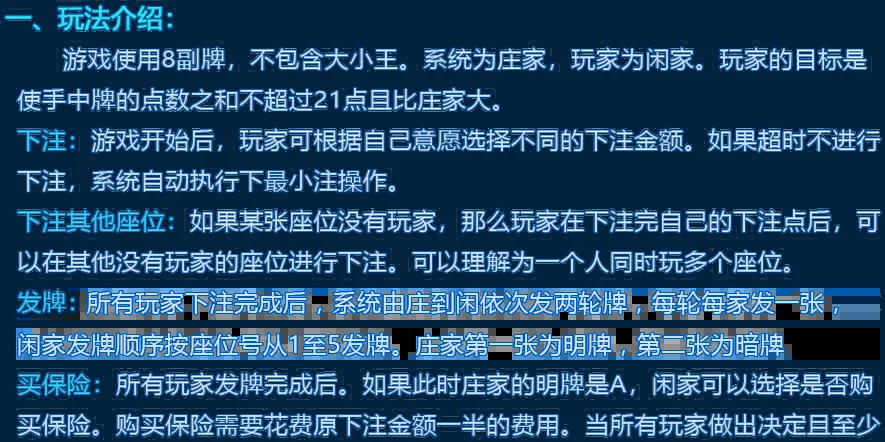 一、玩法介绍：
游戏使用8副牌，不包含大小王。系统为庄家，玩家为闲家。玩家的目标是
使手中牌的点数之和不超过21点且比庄家大。
下注：游戏开始后，玩家可根据自己意愿选择不同的下注金额。如果超时不进行
下注，系统自动执行下最小注操作。
下注其他座位：如果某张座位没有玩家，那么玩家在下注完自己的下注点后，可
以在其他没有玩家的座位进行下注。可以理解为一个人同时玩多个座位。
发牌：所有玩家下注完成后，系统由庄到闲依次发两轮牌，每轮每家发一张，
闲家发牌顺序按座位号从1至5发牌。庄家第一张为明牌，第二张为暗牌
买保险：所有玩家发牌完成后。如果此时庄家的明牌是A，闲家可以选择是否购
买保险。购买保险需要花费原下注金额一半的费用。当所有玩家做出决定且至少